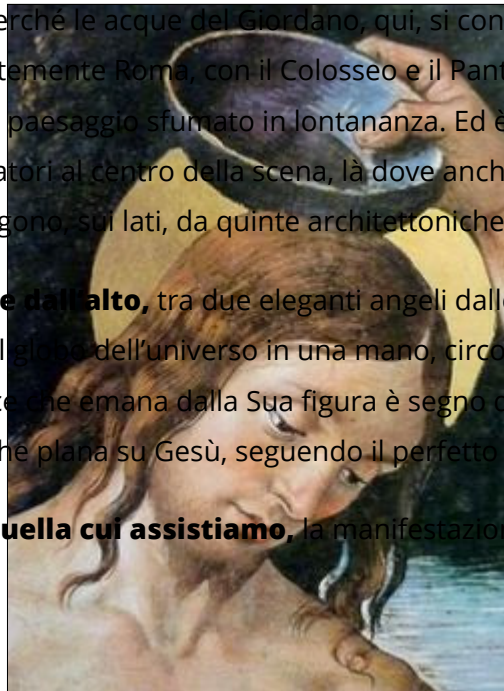 erché le acque del Giordano, qui, si con
temente Roma, con il Colosseo e il Pant
paesaggio sfumato in lontananza. Ed è
atori al centro della scena, là dove anch
gono, sui lati, da quinte architettoniche
e dall’alto, tra due eleganti angeli dall
l globo dell’universo in una mano, circo
te che emana dalla Sua figura è segno
he plana su Gesù, seguendo il perfetto
uella cui assistiamo, la manifestazion